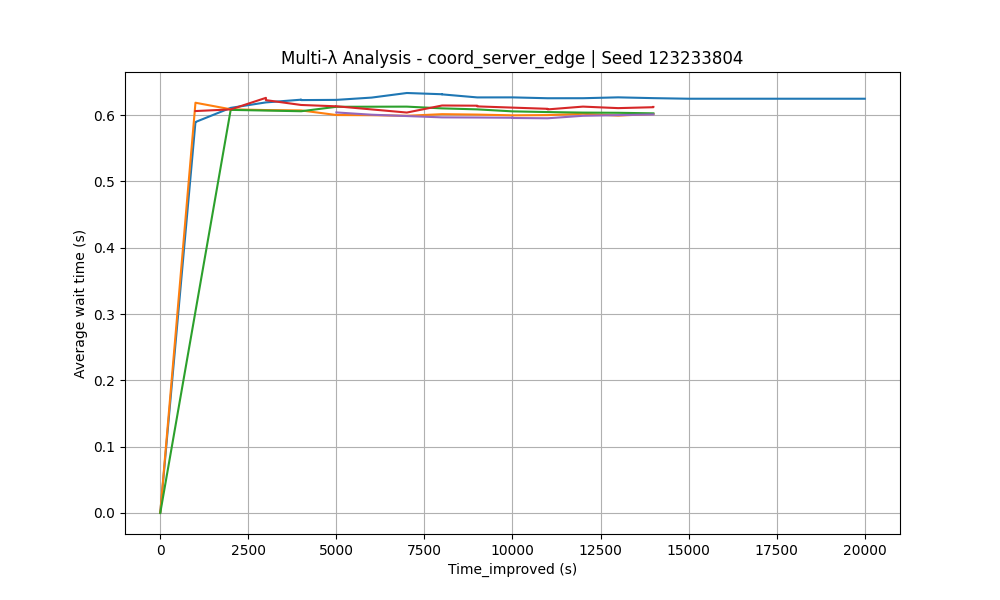 Multi-λ Analysis - coord_server_edge | Seed 123233804
0.6
0.5
0.4
0.3
0.2
0.1
0.0
Average wait time (s)
0 2500 5000 7500 10000 12500 15000 17500 20000
Time_improved (s)